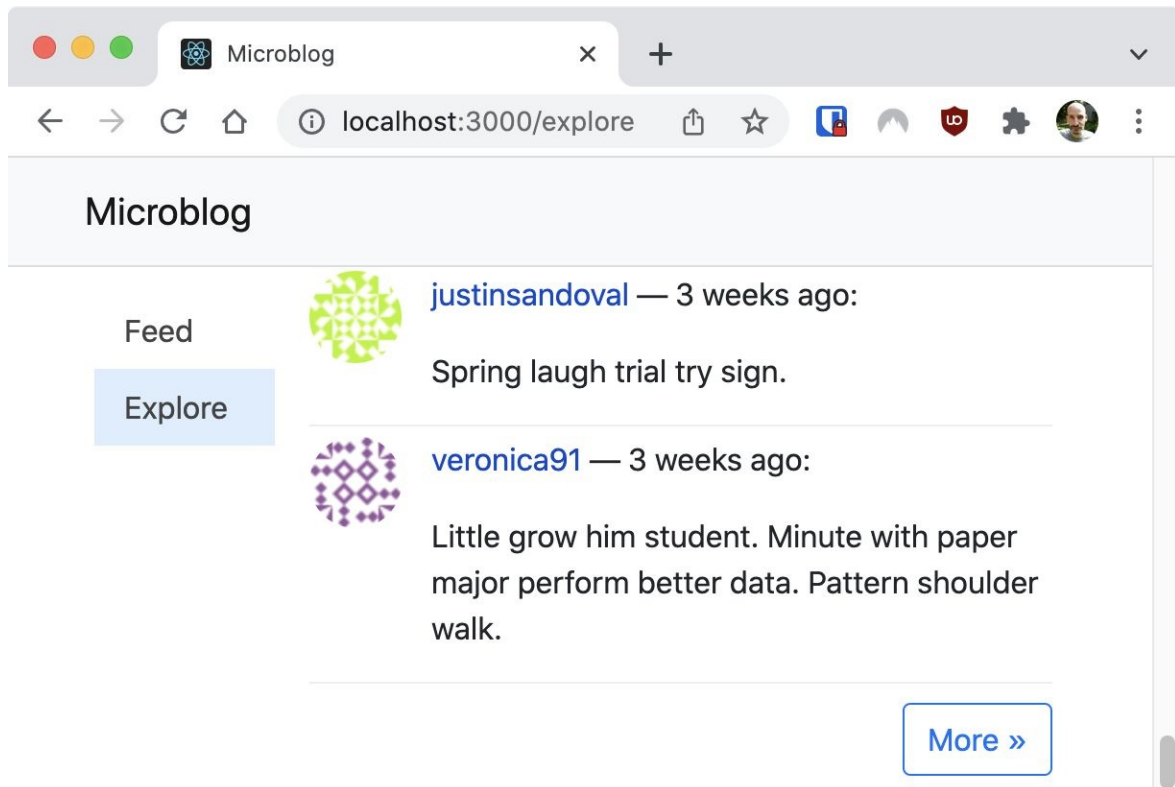 Microblog
localhost:3000/explore
Microblog
Feed
Explore
justinsandoval — 3 weeks ago:
Spring laugh trial try sign.
veronica91 — 3 weeks ago:
Little grow him student. Minute with paper
major perform better data. Pattern shoulder
walk.
More »